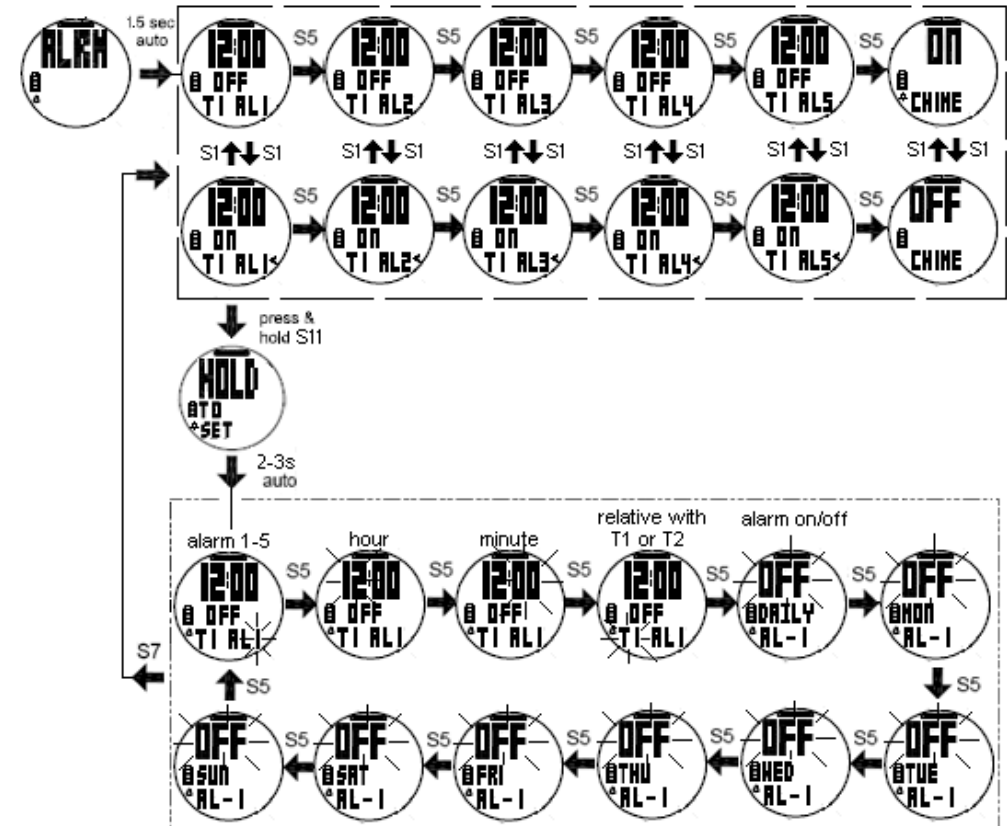 ALRM
1.5 sec
auto
12:00 S5 12:00 S5 12:00 S5 12:00 S5 12:00 S5 ON
OFF OFF OFF OFF OFF
T1 AL1 T1 AL2 T1 AL3 T1 AL4 T1 AL5 CHIME
S1 S1 S1 S1 S1 S1 S1 S1 S1 S1 S1 S1
12:00 S5 12:00 S5 12:00 S5 12:00 S5 12:00 S5 OFF
ON ON ON ON ON
T1 AL1 T1 AL2 T1 AL3 T1 AL4 T1 AL5 CHIME
press &
hold S11
HOLD
TO
SET
2-3s
auto
alarm 1-5 hour minute relative with T1 or T2 alarm on/off
12:00 S5 12:00 S5 12:00 S5 12:00 S5 OFF S5 OFF
OFF OFF OFF OFF DAILY MON
T1 AL1 T1 AL1 T1 AL1 T1 AL1 AL-1 AL-1
S7 S5 S5
OFF S5 OFF S5 OFF S5 OFF S5 OFF S5 OFF
SUN SAT FRI THU WED TUE
AL-1 AL-1 AL-1 AL-1 AL-1 AL-1